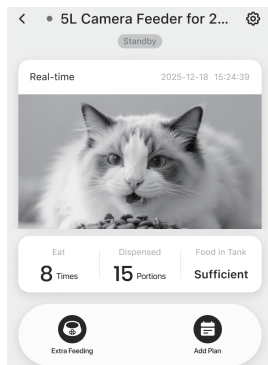 5L Camera Feeder for 2...
Standby
Real-time 2025-12-18 15:24:39
Eat Dispensed Food in Tank
8 Times 15 Portions Sufficient
Extra Feeding Add Plan